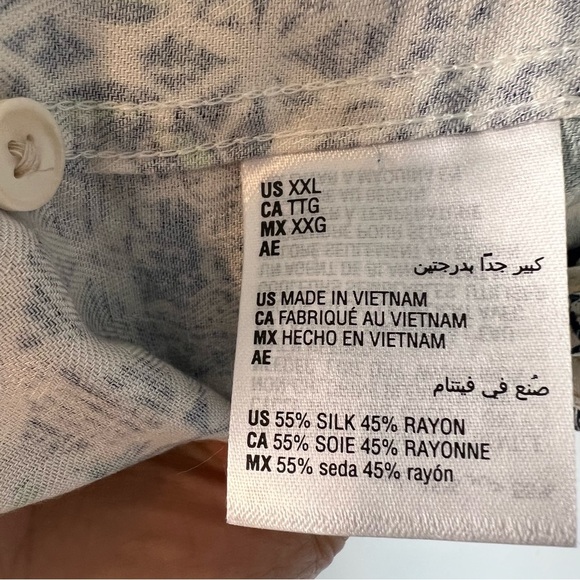 US XXL
CA TTG
MX XXG
AE
كبير جدًا بدرجتين
US MADE IN VIETNAM
CA FABRIQUÉ AU VIETNAM
MX HECHO EN VIETNAM
AE
صُنع في فيتنام
US 55% SILK 45% RAYON
CA 55% SOIE 45% RAYONNE
MX 55% seda 45% rayón